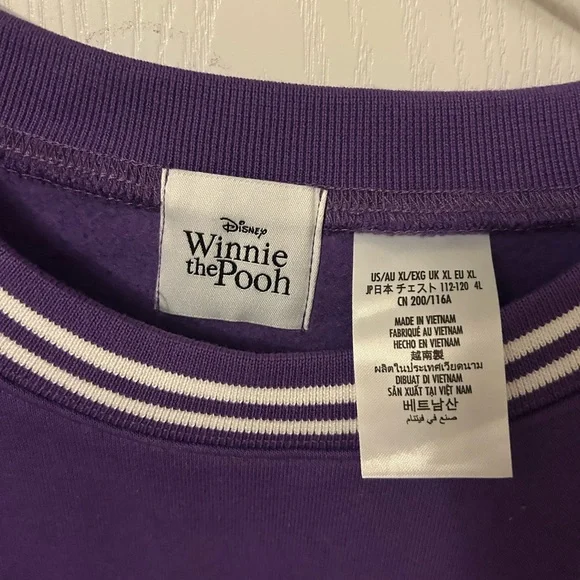 Disney
Winnie
the Pooh
US/AU XL/EXG UK XL EU XL
JP日本 チェスト 112-120 4L
CN 200/116A
MADE IN VIETNAM
FABRIQUÉ AU VIETNAM
HECHO EN VIETNAM
越南製
ผลิตในประเทศเวียดนาม
DIBUAT DI VIETNAM
SẢN XUẤT TẠI VIỆT NAM
베트남산
صنع في فيتنام